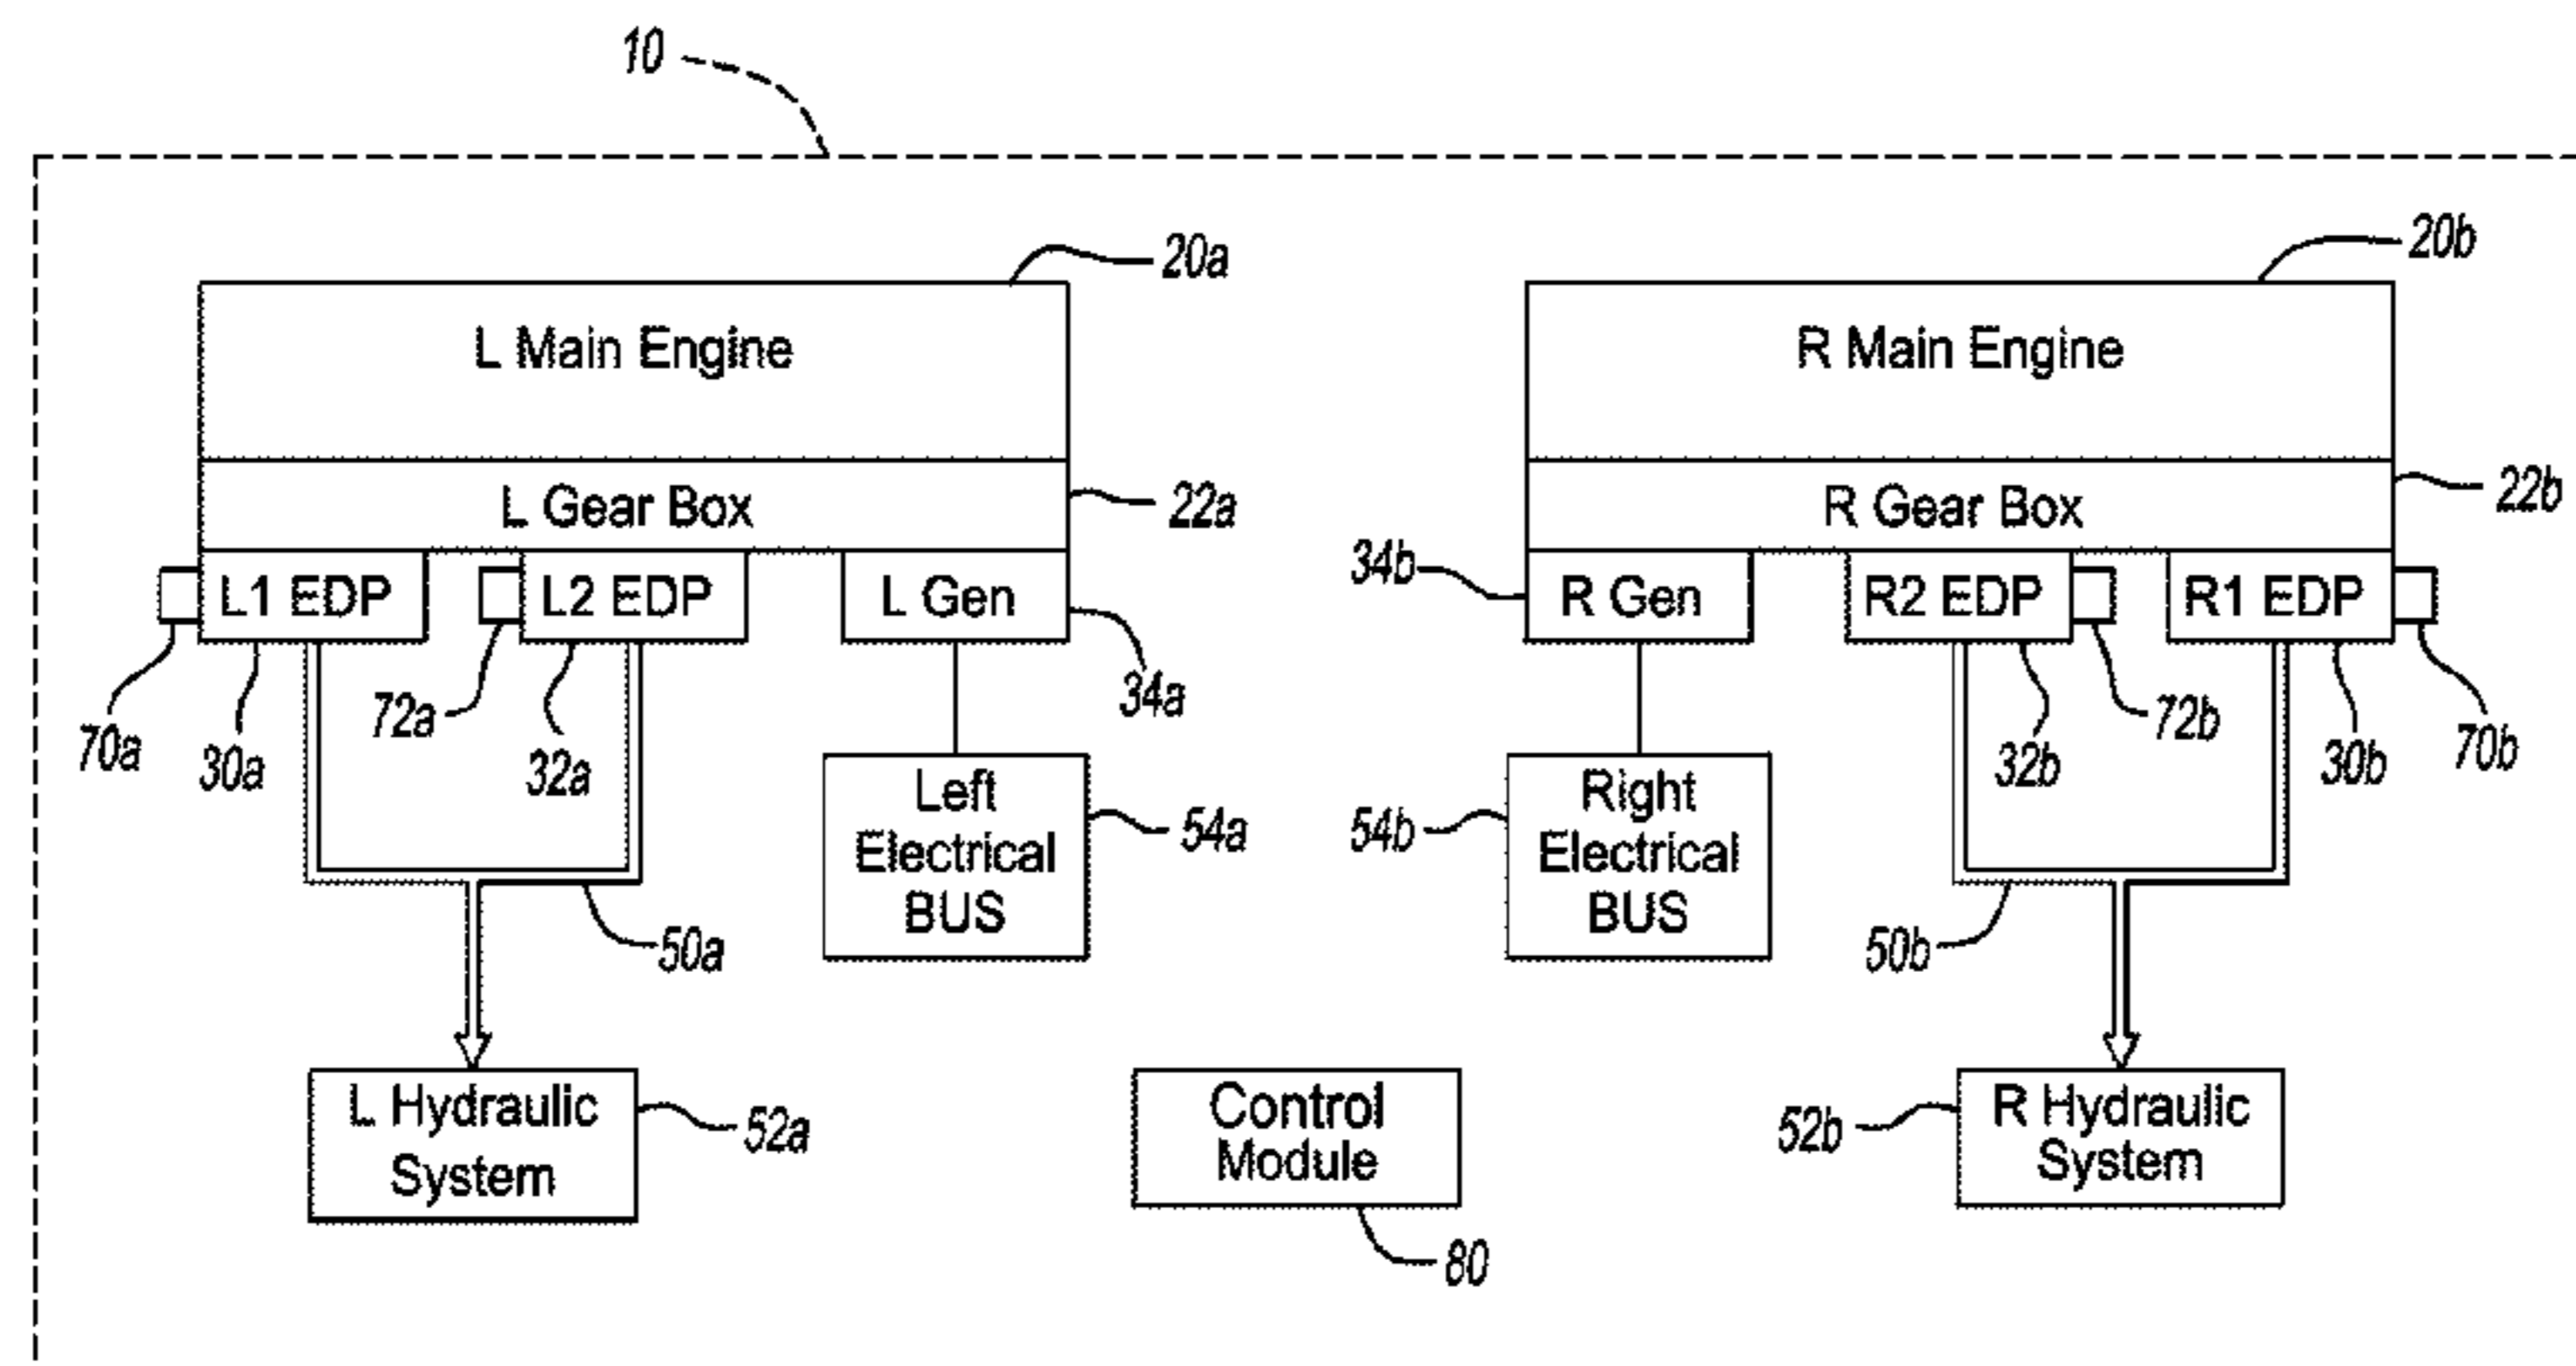 10
20a
20b
L Main Engine
R Main Engine
22a
22b
L Gear Box
R Gear Box
34b
L1 EDP
L2 EDP
L Gen
R Gen
R2 EDP
R1 EDP
70a
30a
72a
32a
34a
32b
72b
30b
70b
Left
Electrical
BUS
54a
54b
Right
Electrical
BUS
50a
50b
L Hydraulic
System
52a
Control
Module
80
52b
R Hydraulic
System